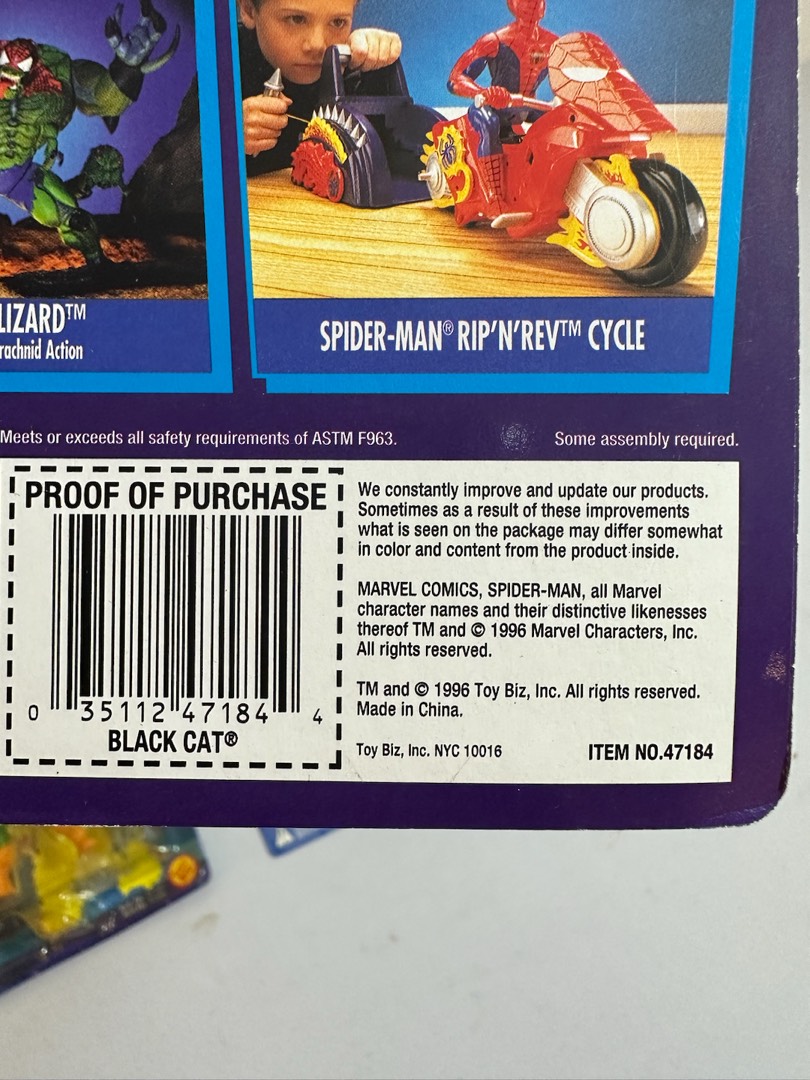 LIZARD™
rachnid Action
SPIDER-MAN® RIP'N'REV™ CYCLE
Meets or exceeds all safety requirements of ASTM F963.
Some assembly required.
PROOF OF PURCHASE
0 35112 47184 4
BLACK CAT®
We constantly improve and update our products.
Sometimes as a result of these improvements
what is seen on the package may differ somewhat
in color and content from the product inside.
MARVEL COMICS, SPIDER-MAN, all Marvel
character names and their distinctive likenesses
thereof TM and © 1996 Marvel Characters, Inc.
All rights reserved.
TM and © 1996 Toy Biz, Inc. All rights reserved.
Made in China.
Toy Biz, Inc. NYC 10016
ITEM NO.47184